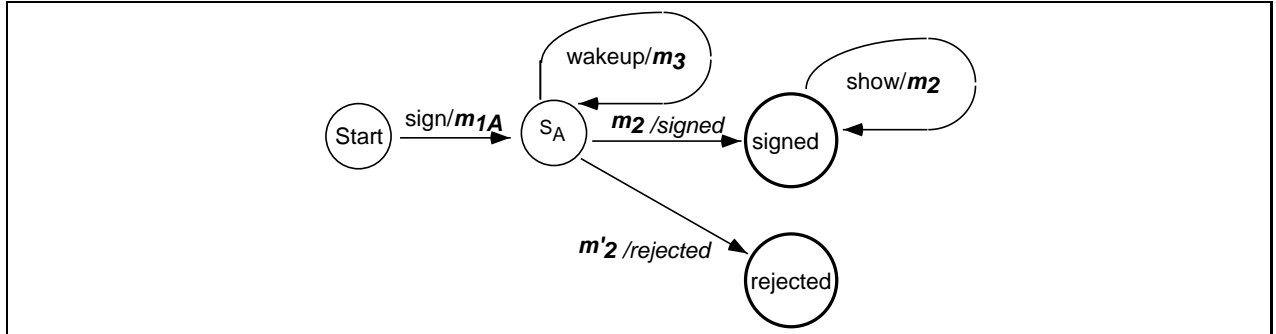 wakeup/m3
show/m2
sign/m1A
Start
SA
m2 /signed
signed
m'2 /rejected
rejected